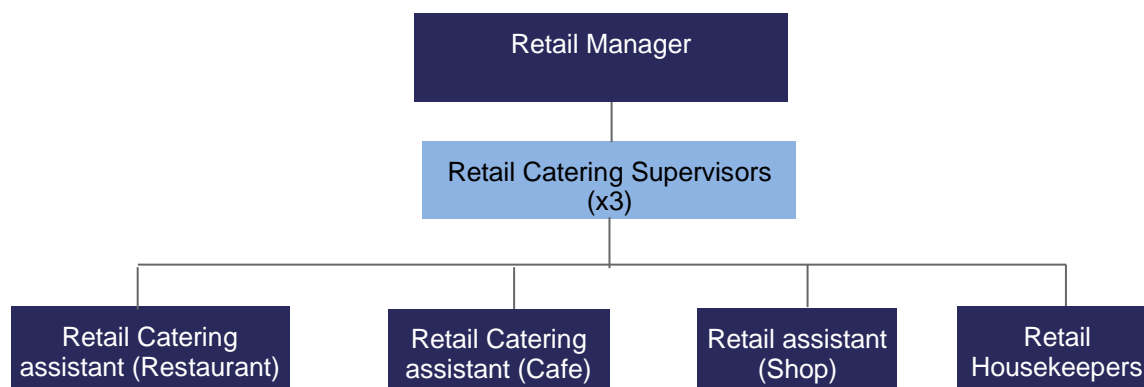 Retail Manager
Retail Catering Supervisors
(x3)
Retail Catering
assistant (Restaurant)
Retail Catering
assistant (Cafe)
Retail assistant
(Shop)
Retail
Housekeepers